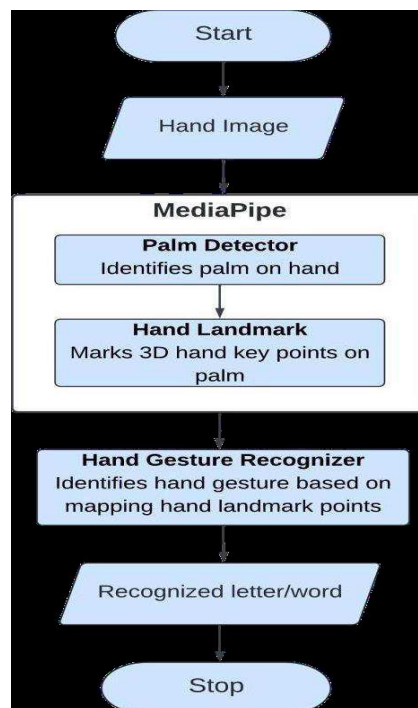 Start
Hand Image
MediaPipe
Palm Detector
Identifies palm on hand
Hand Landmark
Marks 3D hand key points on
palm
Hand Gesture Recognizer
Identifies hand gesture based on
mapping hand landmark points
Recognized letter/word
Stop